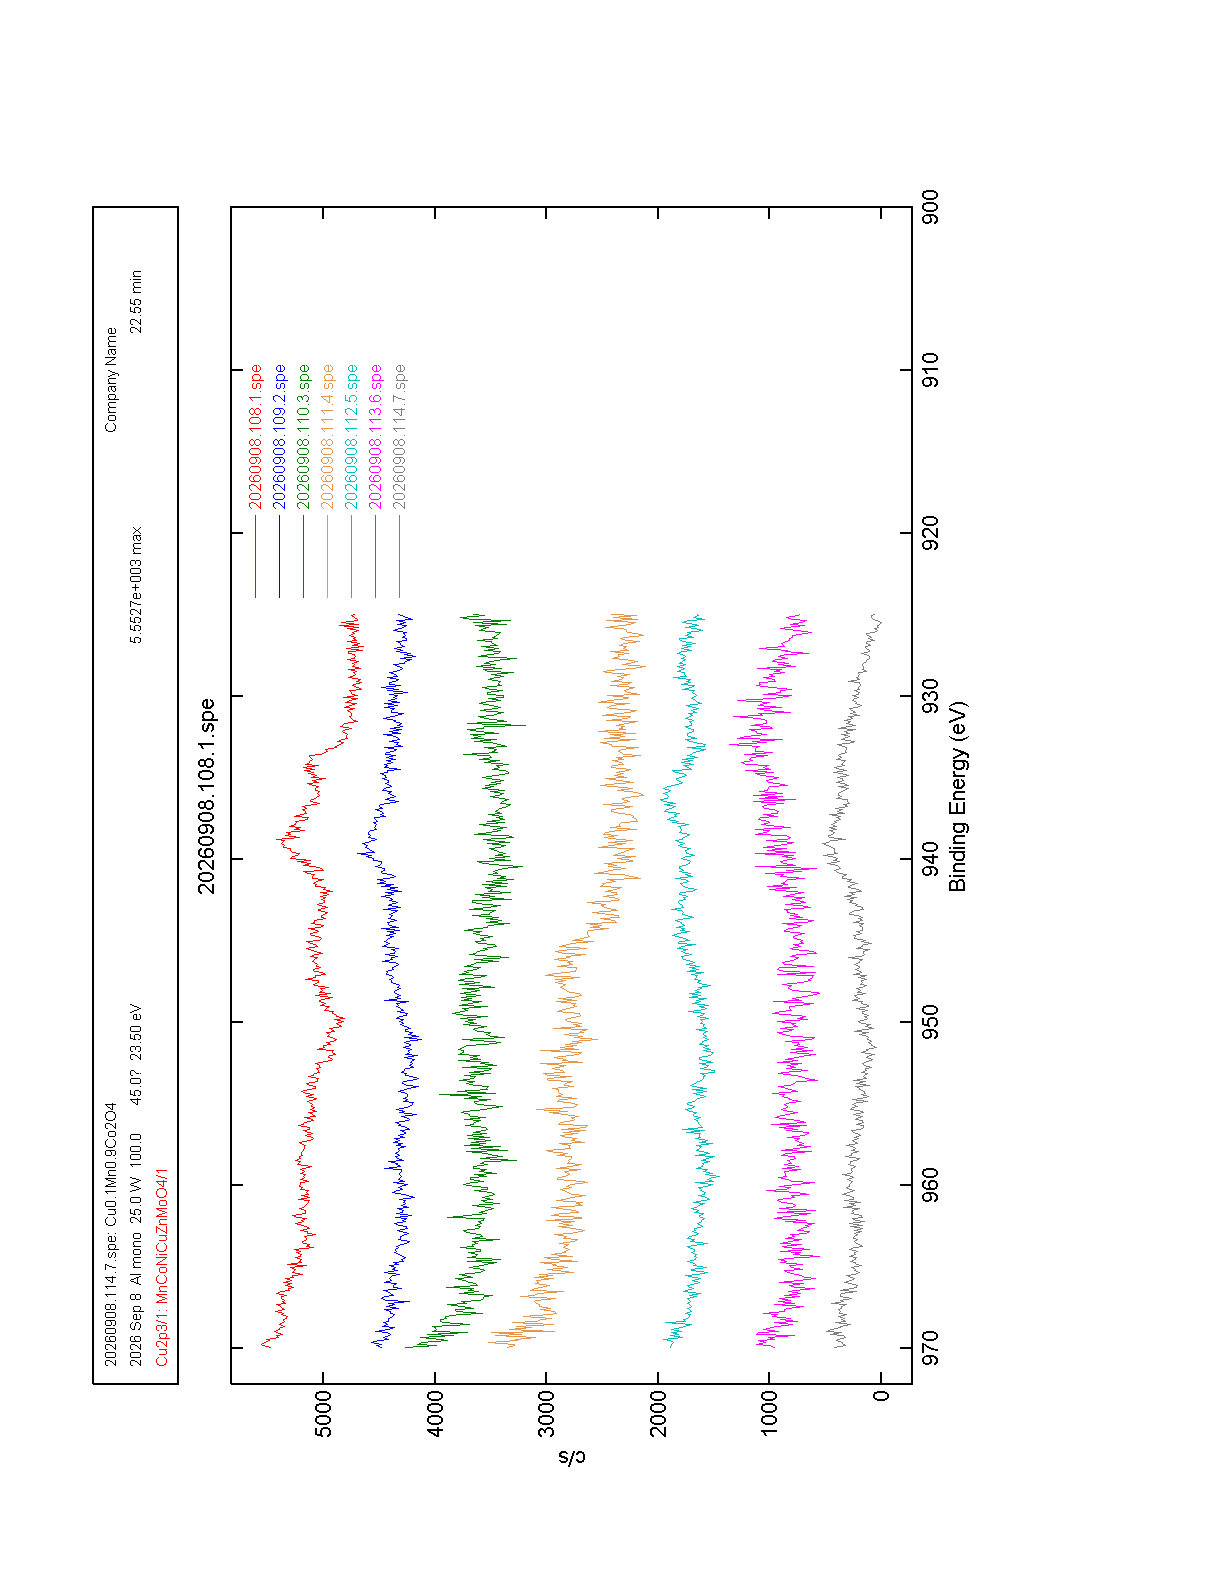 20260908.114.7.spe: Cu0.1Mn0.9Co2O4 Company Name
2026 Sep 8 Al mono 25.0 W 100.0 45.0? 23.50 eV 5.5527e+003 max 22.55 min
Cu2p3/1: MnCoNiCuZnMoO4/1
20260908.108.1.spe
20260908.108.1.spe
20260908.109.2.spe
20260908.110.3.spe
20260908.111.4.spe
20260908.112.5.spe
20260908.113.6.spe
20260908.114.7.spe
5000
4000
3000
2000
1000
0
c/s
970 960 950 940 930 920 910 900
Binding Energy (eV)